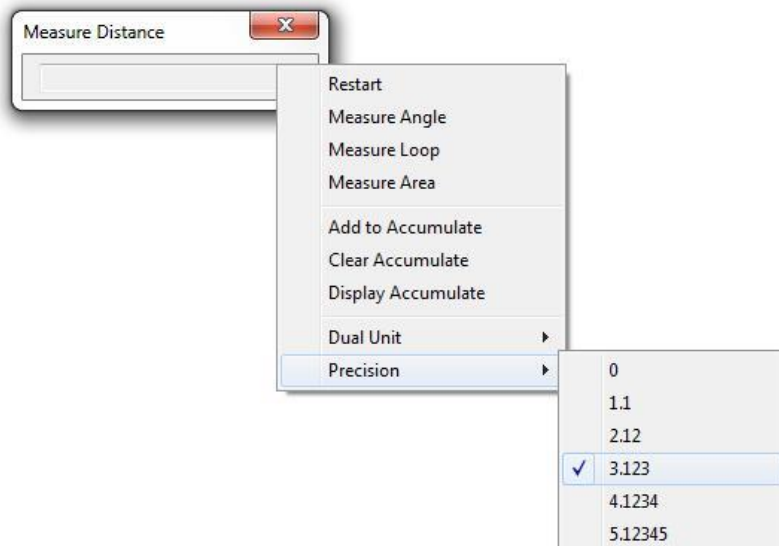 Measure Distance
Restart
Measure Angle
Measure Loop
Measure Area
Add to Accumulate
Clear Accumulate
Display Accumulate
Dual Unit
Precision
0
1.1
2.12
3.123
4.1234
5.12345